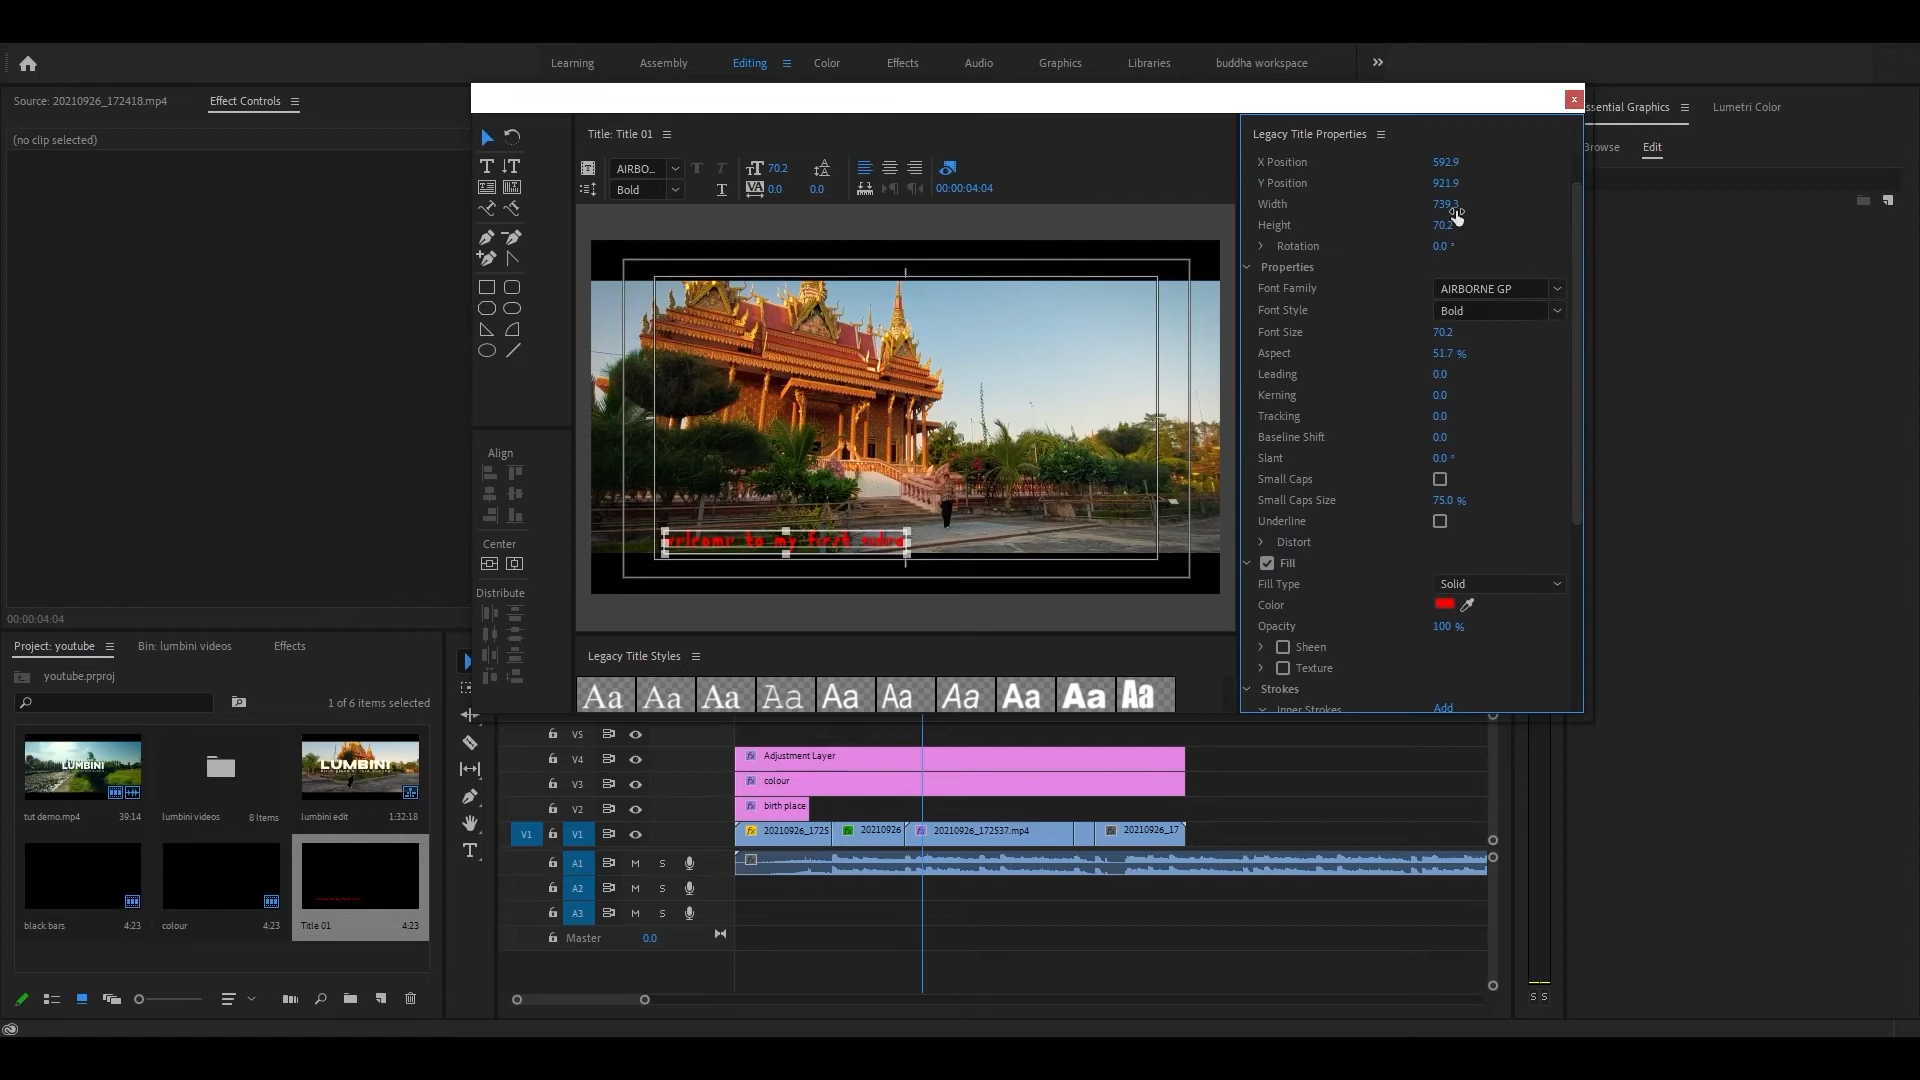 Learning Assembly Editing Color Effects Audio Graphics Libraries buddha workspace
Source: 20210926_172418.mp4 Effect Controls
(no clip selected)
00:00:04:04
Title: Title 01
AIRBO... 70.2
Bold 0.0 0.0 00:00:04:04
Align
Center
Distribute
Legacy Title Styles
Aa Aa Aa Aa Aa Aa Aa Aa Aa Aa
Legacy Title Properties
X Position 592.9
Y Position 921.9
Width 739.3
Height 70.2
Rotation 0.0 °
Properties
Font Family AIRBORNE GP
Font Style Bold
Font Size 70.2
Aspect 51.7 %
Leading 0.0
Kerning 0.0
Tracking 0.0
Baseline Shift 0.0
Slant 0.0 °
Small Caps
Small Caps Size 75.0 %
Underline
Distort
Fill
Fill Type Solid
Color
Opacity 100 %
Sheen
Texture
Strokes
Inner Strokes Add
ssential Graphics Lumetri Color
Browse Edit
Project: youtube Bin: lumbini videos Effects
youtube.prproj
1 of 6 items selected
LUMBINI LUMBINI
tut demo.mp4 39:14 lumbini videos 8 Items lumbini edit 1:32:18
black bars 4:23 colour 4:23 Title 01 4:23
V5
V4 Adjustment Layer
V3 colour
V2 birth place
V1 V1 20210926_1725 20210926 20210926_172537.mp4 20210926_17
A1 M S
A2 M S
A3 M S
Master 0.0
S S